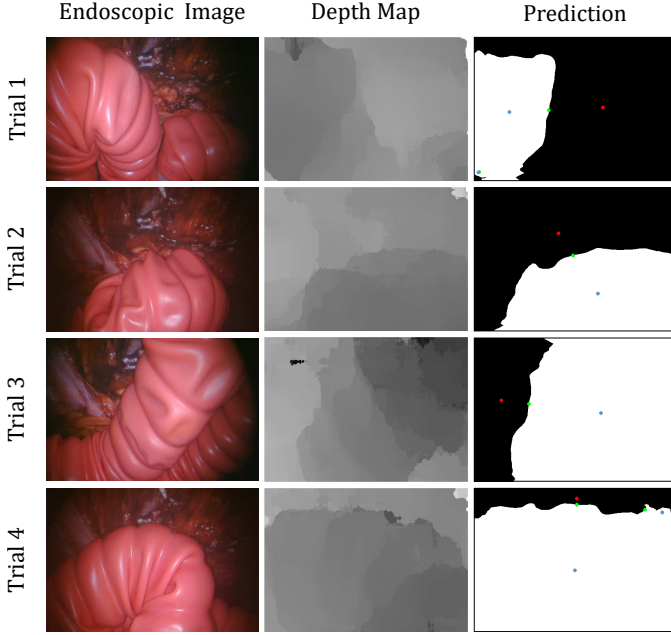 Endoscopic Image Depth Map Prediction
Trial 1
Trial 2
Trial 3
Trial 4